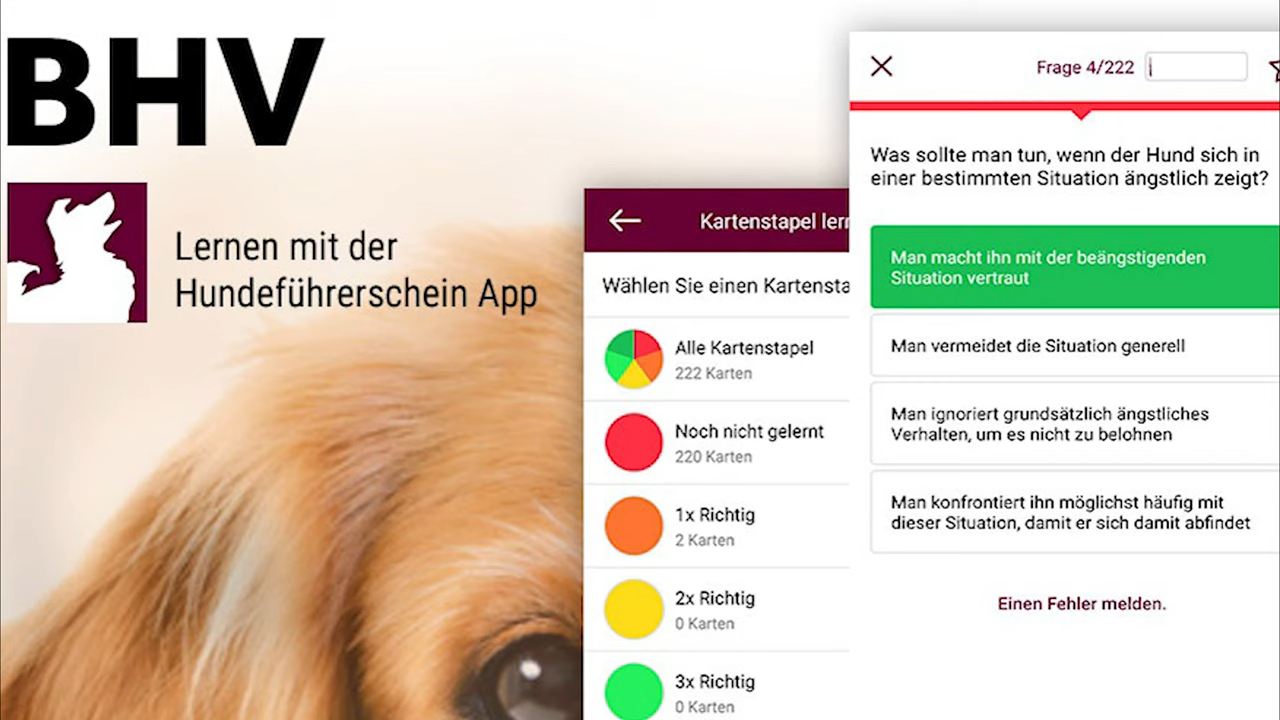 BHV
Lernen mit der
Hundeführerschein App
Kartenstapel ler
Wählen Sie einen Kartensta
Alle Kartenstapel
222 Karten
Noch nicht gelernt
220 Karten
1x Richtig
2 Karten
2x Richtig
0 Karten
3x Richtig
0 Karten
Frage 4/222
Was sollte man tun, wenn der Hund sich in
einer bestimmten Situation ängstlich zeigt?
Man macht ihn mit der beängstigenden
Situation vertraut
Man vermeidet die Situation generell
Man ignoriert grundsätzlich ängstliches
Verhalten, um es nicht zu belohnen
Man konfrontiert ihn möglichst häufig mit
dieser Situation, damit er sich damit abfindet
Einen Fehler melden.